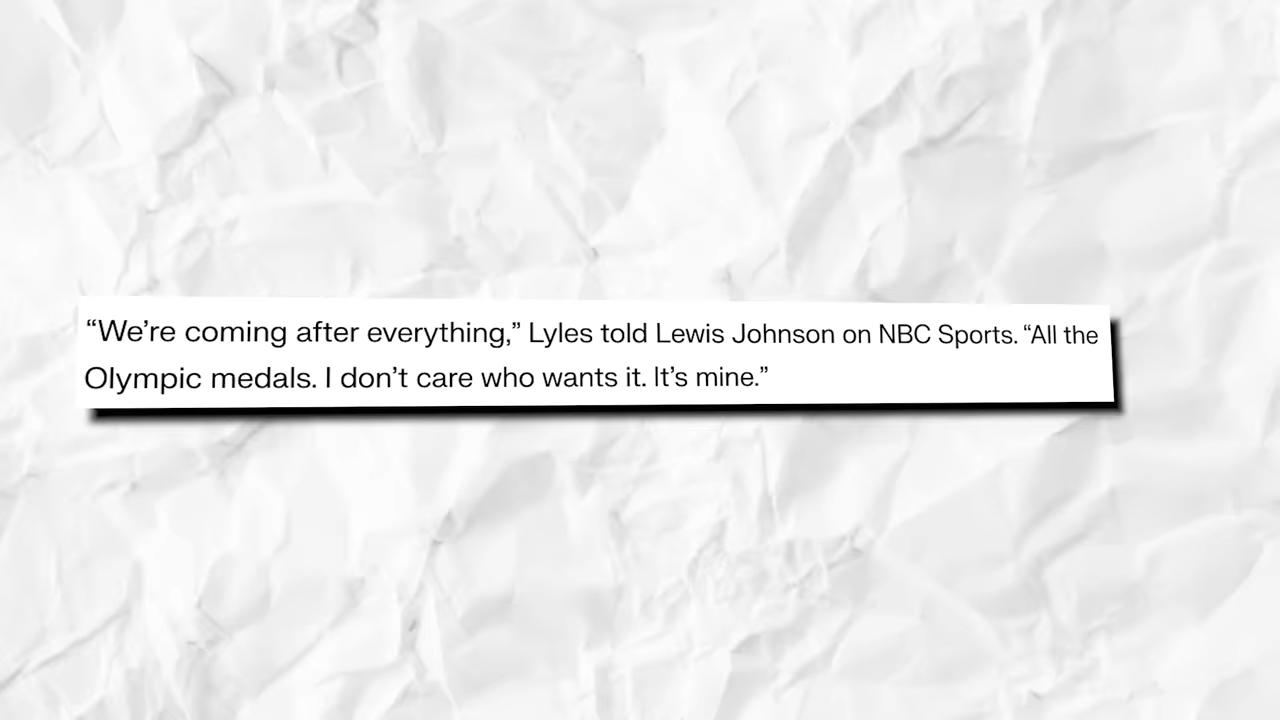 “We’re coming after everything,” Lyles told Lewis Johnson on NBC Sports. “All the
Olympic medals. I don’t care who wants it. It’s mine.”